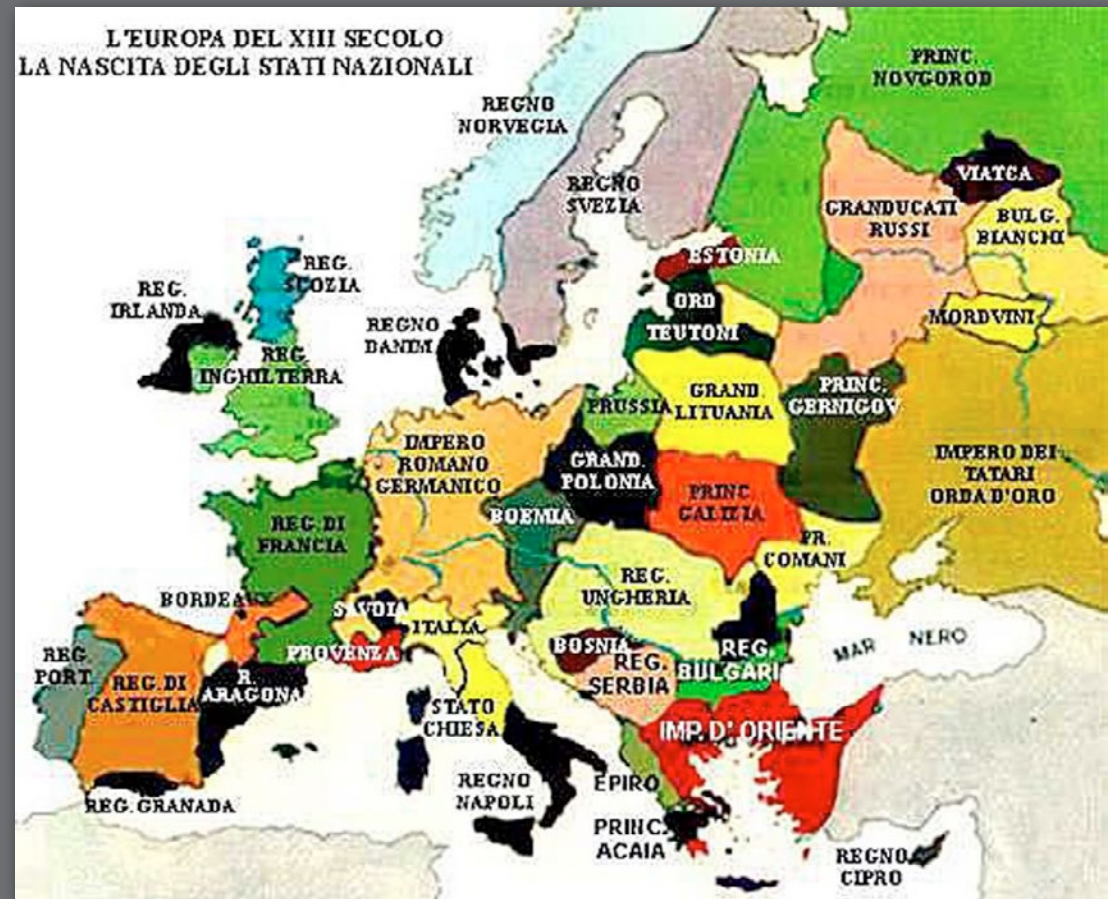 L'EUROPA DEL XIII SECOLO
LA NASCITA DEGLI STATI NAZIONALI
PRINC
NOVGOROD
REGNO
NORVEGIA
REGNO
SVEZIA
VIATCA
GRANDUCATI
RUSSI
BULG.
BIANCHI
ESTONIA
REG.
SCOZIA
REG.
IRLANDA
ORD
TEUTONI
MORDVINI
REGNO
DANIM
REG.
INGHILTERRA
PRUSSIA
GRAND.
LITUANIA
PRINC.
GERNIGOV
IMPERO
ROMANO
GERMANICO
GRAND.
POLONIA
IMPERO DEI
TATARI
ORDA D'ORO
PRINC
GALIZIA
BOEMIA
REG. DI
FRANCIA
PR.
COMANI
REG.
UNGHERIA
BORDEAUX
SAVOIA
ITALIA
PROVENZA
BOSNIA
REG.
BULGARI
MAR NERO
REG.
PORT
REG. DI
CASTIGLIA
R.
ARAGONA
REG.
SERBIA
STATO
CHIESA
IMP. D'ORIENTE
REGNO
NAPOLI
EPIRO
REG. GRANADA
PRINC.
ACAIA
REGNO
CIPRO